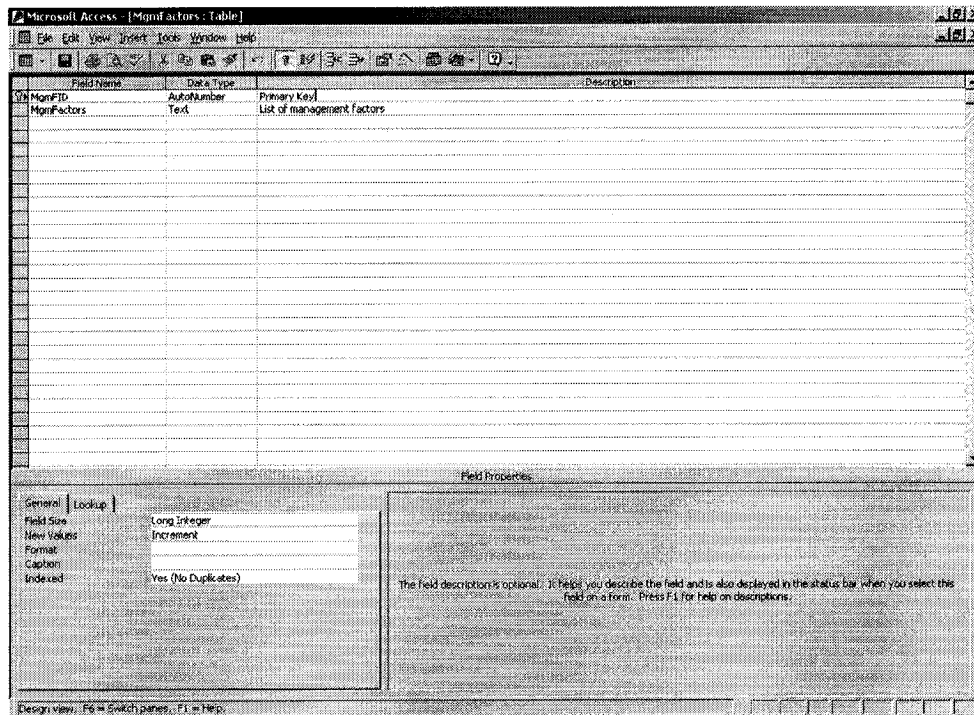 Microsoft Access - [MgmFactors : Table]
File Edit View Insert Tools Window Help
Field Name Data Type Description
MgmFID AutoNumber Primary Key
MgmFactors Text List of management factors
Field Properties
General Lookup
Field Size Long Integer
New Values Increment
Format
Caption
Indexed Yes (No Duplicates)
The field description is optional. It helps you describe the field and is also displayed in the status bar when you select this
field on a form. Press F1 for help on descriptions.
Design view. F6 = Switch panes. F1 = Help.